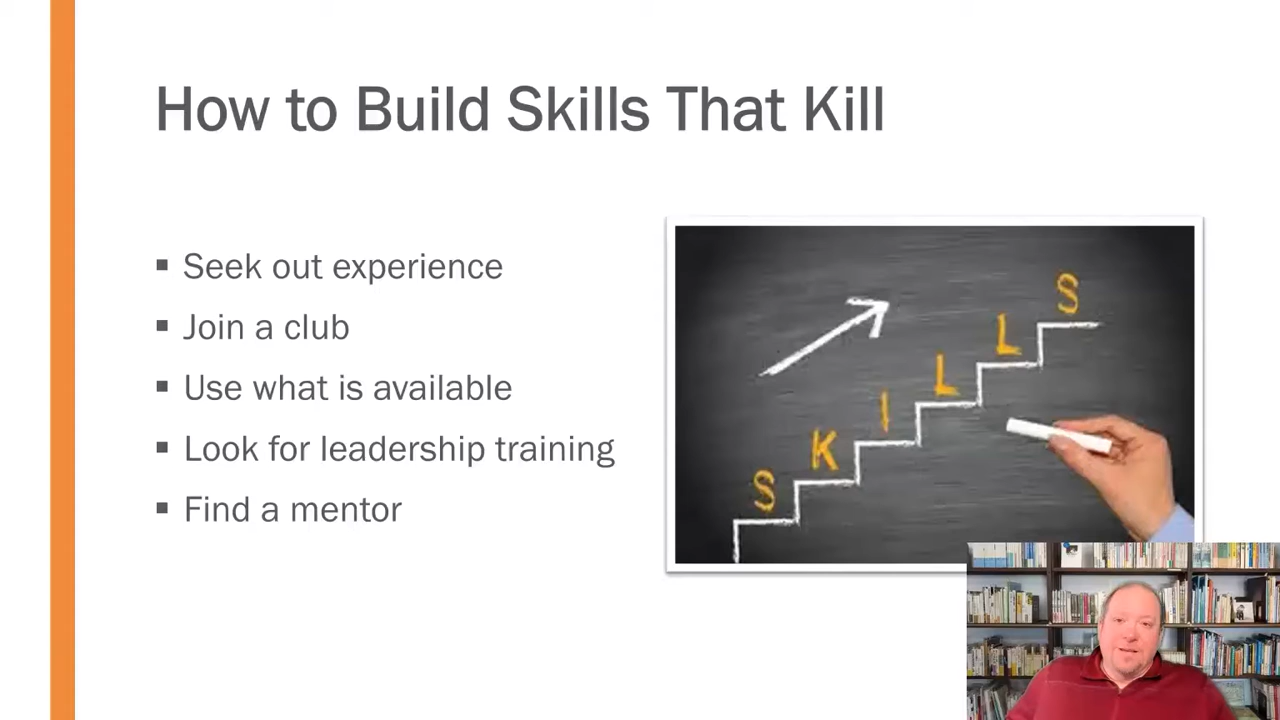 How to Build Skills That Kill
▪ Seek out experience
▪ Join a club
▪ Use what is available
▪ Look for leadership training
▪ Find a mentor
SKILLS